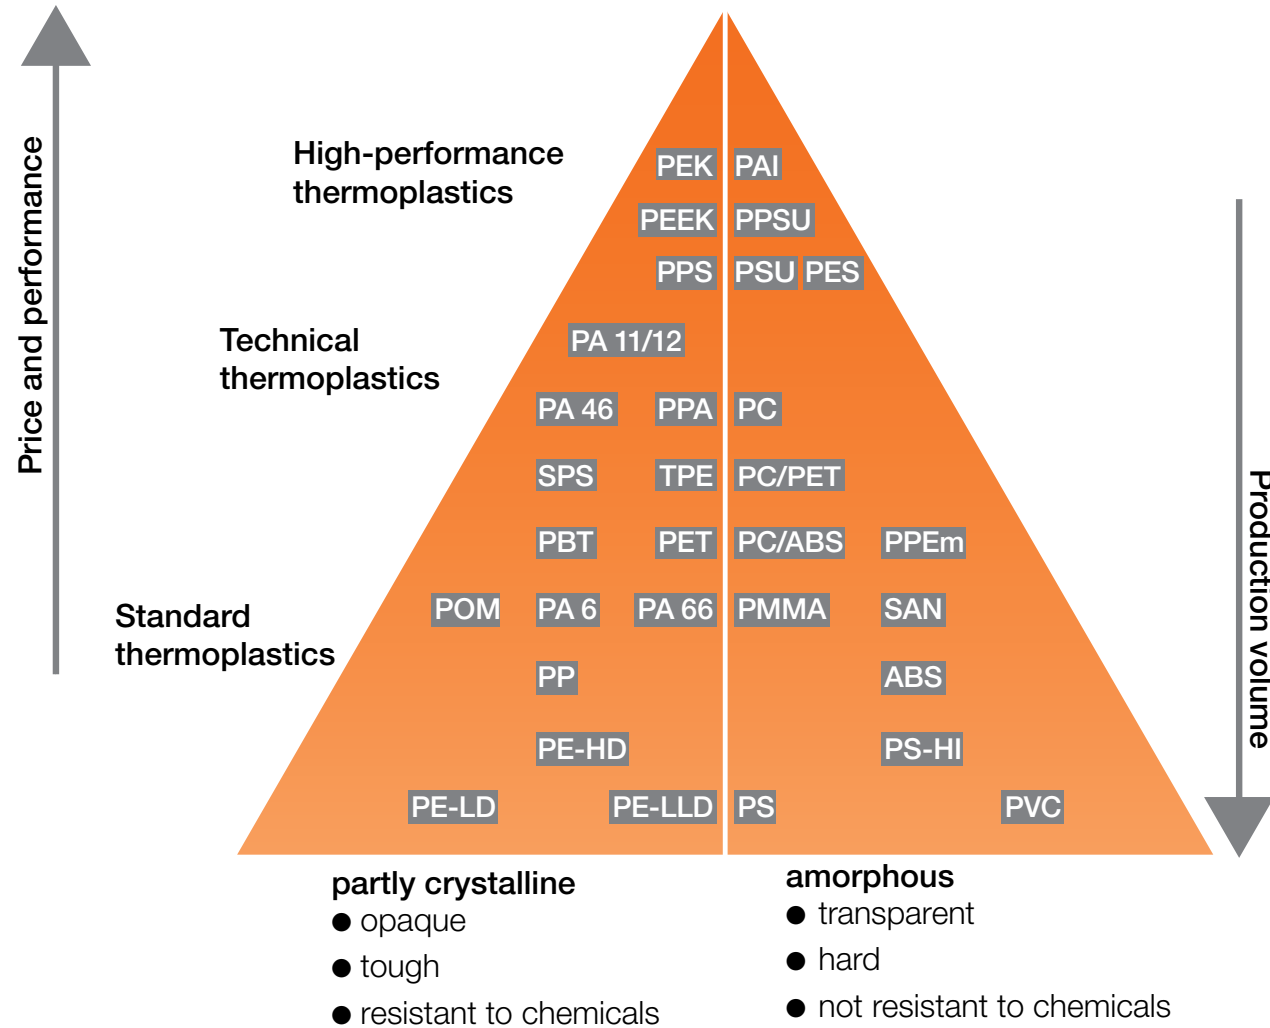 Price and performance
High-performance
thermoplastics
PEK PAI
PEEK PPSU
PPS PSU PES
Technical
thermoplastics
PA 11/12
PA 46 PPA PC
SPS TPE PC/PET
PBT PET PC/ABS PPEm
Standard
thermoplastics
POM PA 6 PA 66 PMMA SAN
PP ABS
PE-HD PS-HI
PE-LD PE-LLD PS PVC
Production volume
partly crystalline
● opaque
● tough
● resistant to chemicals
amorphous
● transparent
● hard
● not resistant to chemicals